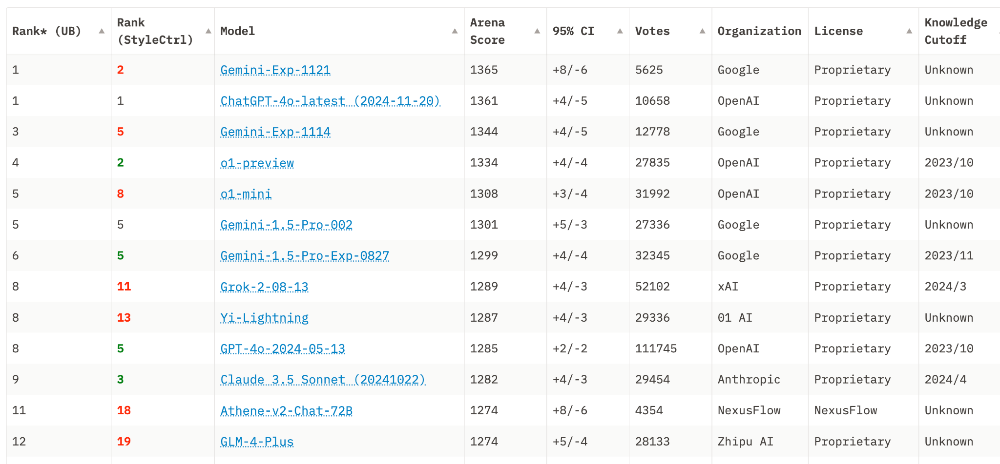 Rank* (UB) ▲ Rank (StyleCtrl) ▲ Model ▲ Arena Score ▲ 95% CI ▲ Votes ▲ Organization License ▲ Knowledge Cutoff
1 2 Gemini-Exp-1121 1365 +8/-6 5625 Google Proprietary Unknown
1 1 ChatGPT-4o-latest (2024-11-20) 1361 +4/-5 10658 OpenAI Proprietary Unknown
3 5 Gemini-Exp-1114 1344 +4/-5 12778 Google Proprietary Unknown
4 2 o1-preview 1334 +4/-4 27835 OpenAI Proprietary 2023/10
5 8 o1-mini 1308 +3/-4 31992 OpenAI Proprietary 2023/10
5 5 Gemini-1.5-Pro-002 1301 +5/-3 27336 Google Proprietary Unknown
6 5 Gemini-1.5-Pro-Exp-0827 1299 +4/-4 32345 Google Proprietary 2023/11
8 11 Grok-2-08-13 1289 +4/-3 52102 xAI Proprietary 2024/3
8 13 Yi-Lightning 1287 +4/-3 29336 01 AI Proprietary Unknown
8 5 GPT-4o-2024-05-13 1285 +2/-2 111745 OpenAI Proprietary 2023/10
9 3 Claude 3.5 Sonnet (20241022) 1282 +4/-3 29454 Anthropic Proprietary 2024/4
11 18 Athene-v2-Chat-72B 1274 +8/-6 4354 NexusFlow NexusFlow Unknown
12 19 GLM-4-Plus 1274 +5/-4 28133 Zhipu AI Proprietary Unknown